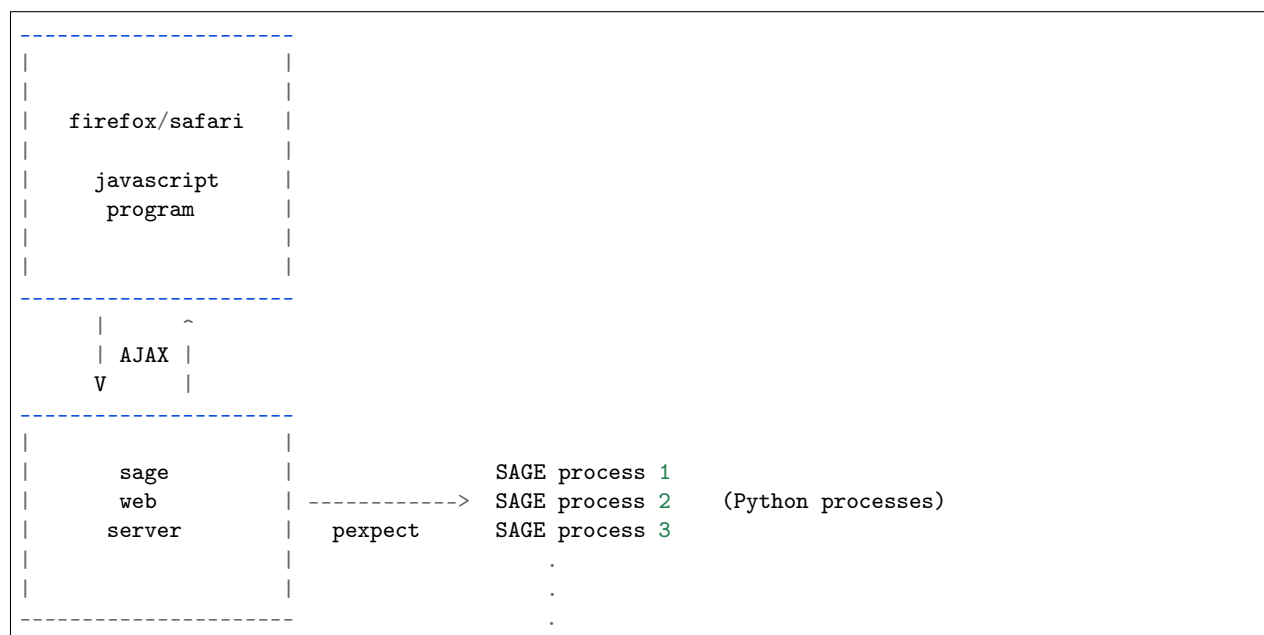 ----------------------
|                     |
|                     |
|   firefox/safari    |
|                     |
|     javascript      |
|      program        |
|                     |
|                     |
----------------------
      |      ^
      | AJAX |
      V      |
----------------------
|                     |
|       sage          |                SAGE process 1
|       web           | ------------>  SAGE process 2    (Python processes)
|      server         |   pexpect      SAGE process 3
|                     |                    .
|                     |                    .
----------------------                     .